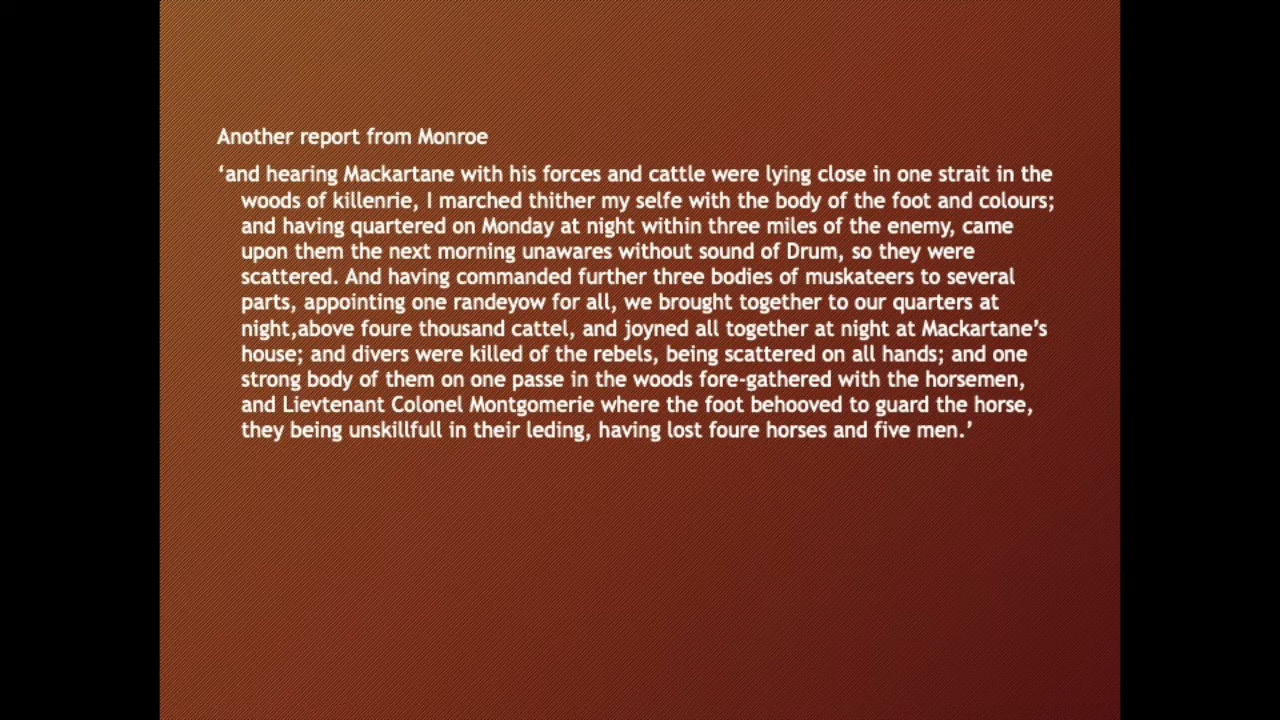 Another report from Monroe
‘and hearing Mackartane with his forces and cattle were lying close in one strait in the
woods of killenrie, I marched thither my selfe with the body of the foot and colours;
and having quartered on Monday at night within three miles of the enemy, came
upon them the next morning unawares without sound of Drum, so they were
scattered. And having commanded further three bodies of muskateers to several
parts, appointing one randeyow for all, we brought together to our quarters at
night,above foure thousand cattel, and joyned all together at night at Mackartane’s
house; and divers were killed of the rebels, being scattered on all hands; and one
strong body of them on one passe in the woods fore-gathered with the horsemen,
and Lievtenant Colonel Montgomerie where the foot behooved to guard the horse,
they being unskillfull in their leding, having lost foure horses and five men.’